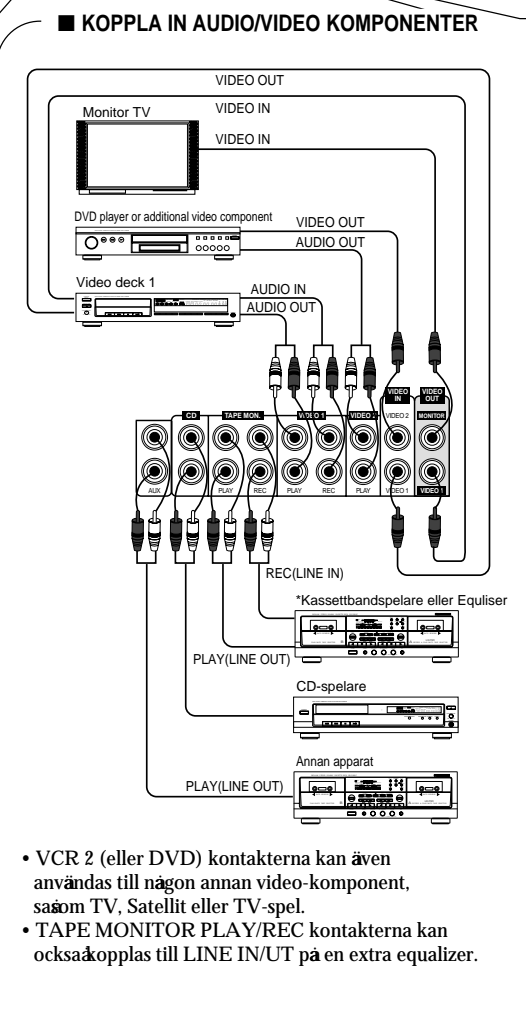 ■ KOPPLA IN AUDIO/VIDEO KOMPONENTER
VIDEO OUT
Monitor TV
VIDEO IN
VIDEO IN
DVD player or additional video component
VIDEO OUT
AUDIO OUT
Video deck 1
AUDIO IN
AUDIO OUT
VIDEO IN
VIDEO OUT
CD
TAPE MON.
VIDEO 1
VIDEO 2
VIDEO 2
MONITOR
AUX
PLAY
REC
PLAY
REC
PLAY
VIDEO 1
VIDEO 1
REC(LINE IN)
*Kassettbandspelare eller Equliser
PLAY(LINE OUT)
CD-spelare
Annan apparat
PLAY(LINE OUT)
• VCR 2 (eller DVD) kontakterna kan även
användas till någon annan video-komponent,
såsom TV, Satellit eller TV-spel.
• TAPE MONITOR PLAY/REC kontakterna kan
också kopplas till LINE IN/UT på en extra equalizer.